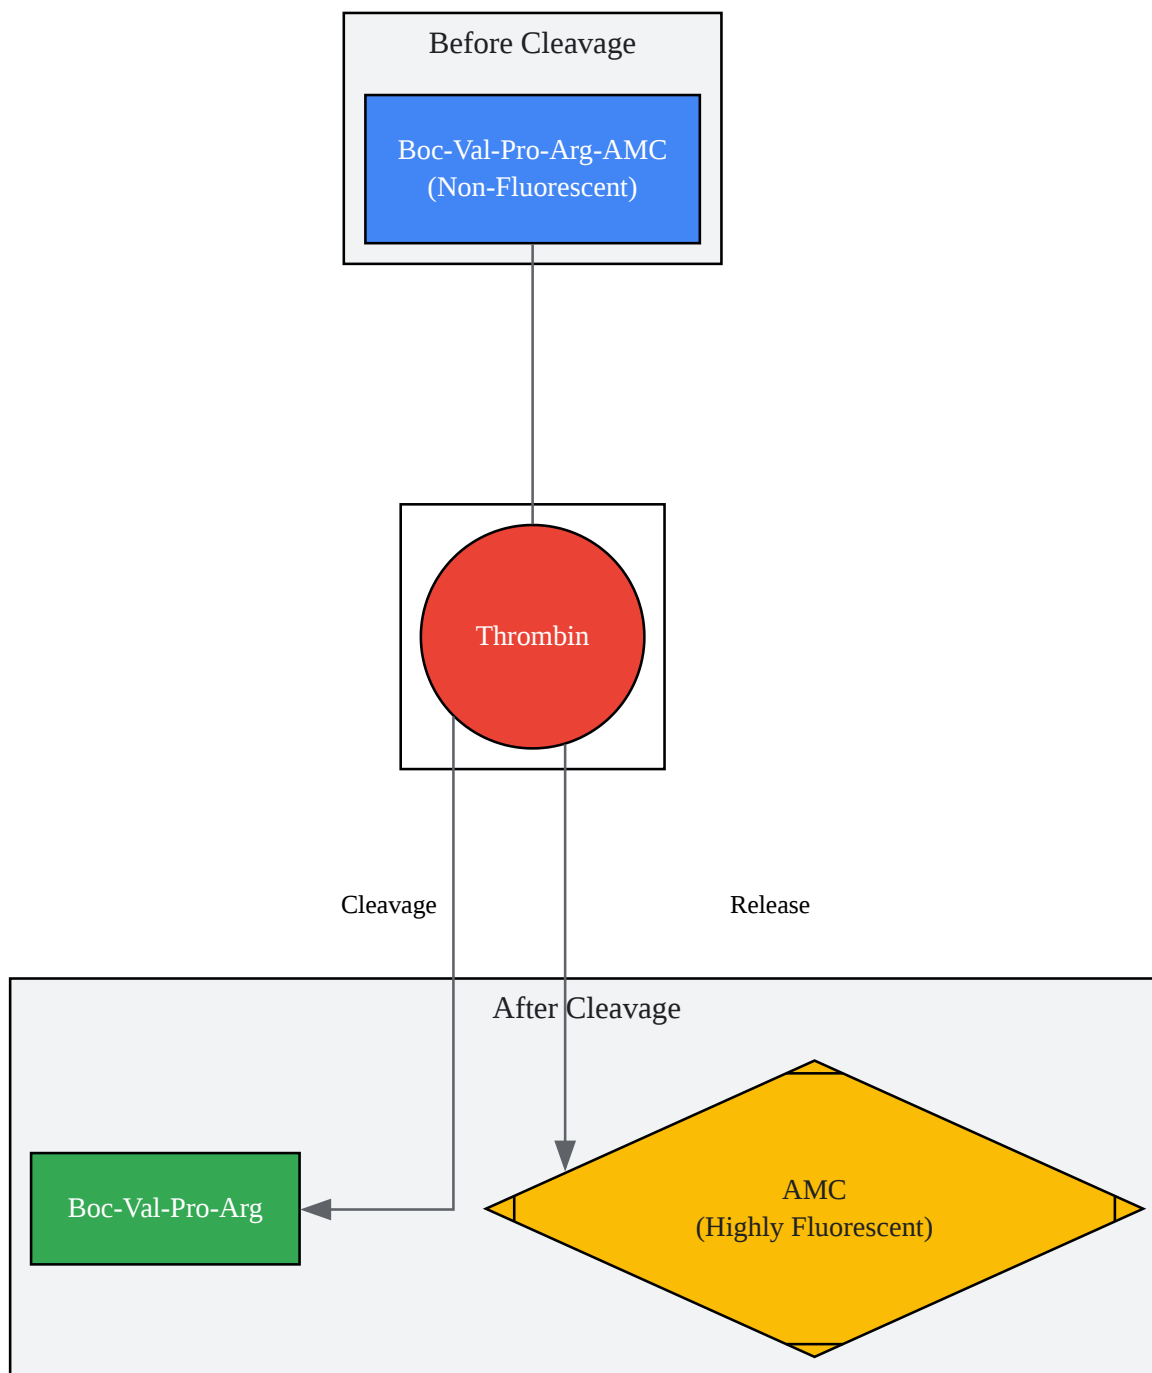 Before Cleavage
Boc-Val-Pro-Arg-AMC
(Non-Fluorescent)
Thrombin
Cleavage
Release
After Cleavage
Boc-Val-Pro-Arg
AMC
(Highly Fluorescent)